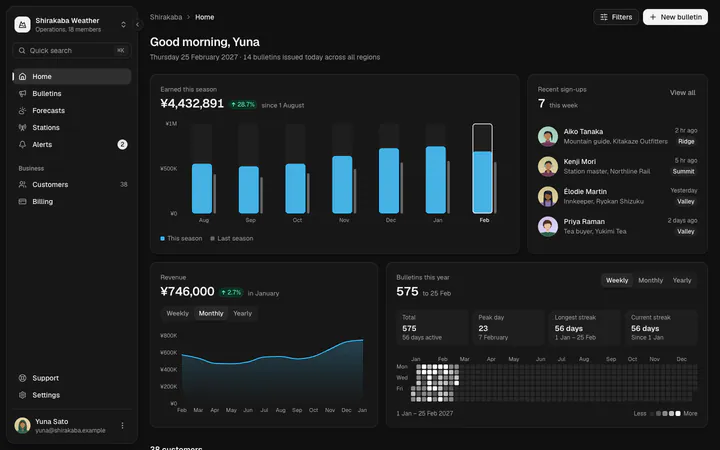 Shirakaba Weather
Operations, 18 members
Quick search
⌘K
Home
Bulletins
Forecasts
Stations
Alerts
2
Business
Customers
38
Billing
Support
Settings
Yuna Sato
yuna@shirakaba.example
Shirakaba > Home
Filters
+ New bulletin
Good morning, Yuna
Thursday 25 February 2027 · 14 bulletins issued today across all regions
Earned this season
¥4,432,891 ↑ 28.7% since 1 August
¥1M
¥500K
¥0
Aug Sep Oct Nov Dec Jan Feb
This season Last season
Recent sign-ups
7 this week
View all
Aiko Tanaka 2 hr ago
Mountain guide, Kitakaze Outfitters Ridge
Kenji Mori 5 hr ago
Station master, Northline Rail Summit
Élodie Martin Yesterday
Innkeeper, Ryokan Shizuku Valley
Priya Raman 2 days ago
Tea buyer, Yukimi Tea Valley
Revenue
¥746,000 ↑ 2.7% in January
Weekly Monthly Yearly
¥800K
¥600K
¥400K
¥200K
¥0
Feb Mar Apr May Jun Jul Aug Sep Oct Nov Dec Jan
Bulletins this year
575 to 25 Feb
Weekly Monthly Yearly
Total
575
56 days active
Peak day
23
7 February
Longest streak
56 days
1 Jan – 25 Feb
Current streak
56 days
Since 1 Jan
Jan Feb Mar Apr May Jun Jul Aug Sep Oct Nov Dec
Mon
Wed
Fri
1 Jan – 25 Feb 2027
Less More